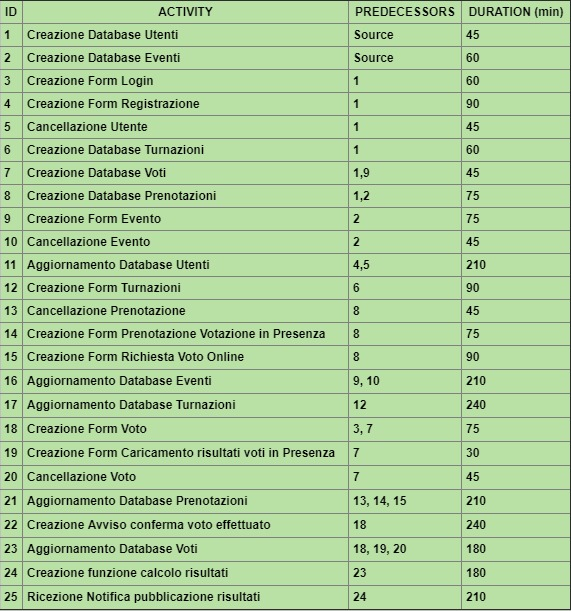 ID ACTIVITY PREDECESSORS DURATION (min)
1 Creazione Database Utenti Source 45
2 Creazione Database Eventi Source 60
3 Creazione Form Login 1 60
4 Creazione Form Registrazione 1 90
5 Cancellazione Utente 1 45
6 Creazione Database Turnazioni 1 60
7 Creazione Database Voti 1,9 45
8 Creazione Database Prenotazioni 1,2 75
9 Creazione Form Evento 2 75
10 Cancellazione Evento 2 45
11 Aggiornamento Database Utenti 4,5 210
12 Creazione Form Turnazioni 6 90
13 Cancellazione Prenotazione 8 45
14 Creazione Form Prenotazione Votazione in Presenza 8 75
15 Creazione Form Richiesta Voto Online 8 90
16 Aggiornamento Database Eventi 9, 10 210
17 Aggiornamento Database Turnazioni 12 240
18 Creazione Form Voto 3, 7 75
19 Creazione Form Caricamento risultati voti in Presenza 7 30
20 Cancellazione Voto 7 45
21 Aggiornamento Database Prenotazioni 13, 14, 15 210
22 Creazione Avviso conferma voto effettuato 18 240
23 Aggiornamento Database Voti 18, 19, 20 180
24 Creazione funzione calcolo risultati 23 180
25 Ricezione Notifica pubblicazione risultati 24 210